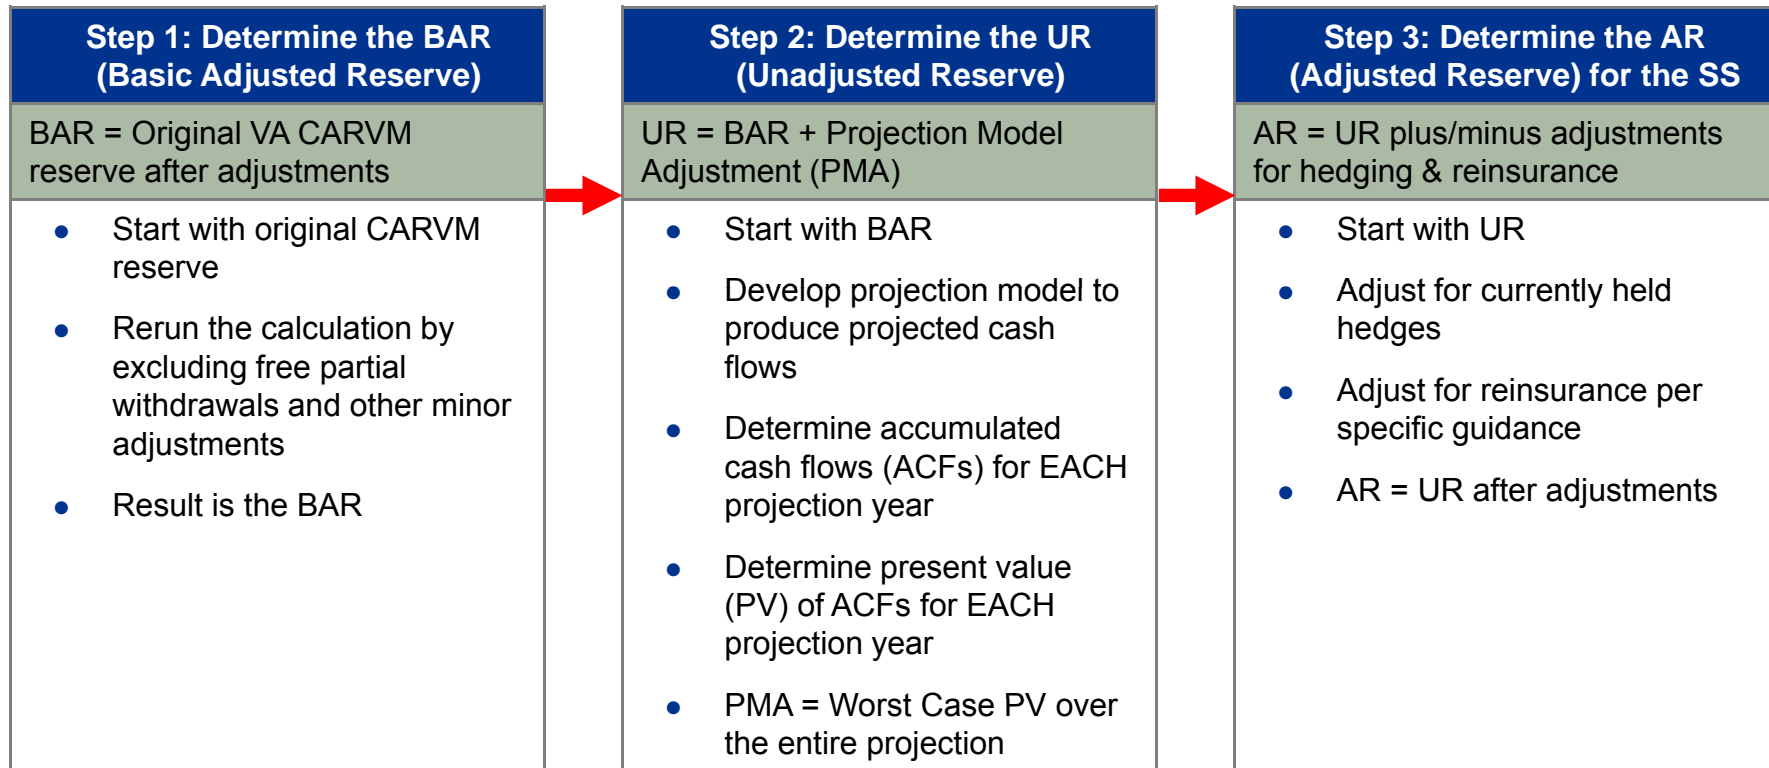 Step 1: Determine the BAR
(Basic Adjusted Reserve)
BAR = Original VA CARVM
reserve after adjustments
● Start with original CARVM
reserve
● Rerun the calculation by
excluding free partial
withdrawals and other minor
adjustments
● Result is the BAR
Step 2: Determine the UR
(Unadjusted Reserve)
UR = BAR + Projection Model
Adjustment (PMA)
● Start with BAR
● Develop projection model to
produce projected cash
flows
● Determine accumulated
cash flows (ACFs) for EACH
projection year
● Determine present value
(PV) of ACFs for EACH
projection year
● PMA = Worst Case PV over
the entire projection
Step 3: Determine the AR
(Adjusted Reserve) for the SS
AR = UR plus/minus adjustments
for hedging & reinsurance
● Start with UR
● Adjust for currently held
hedges
● Adjust for reinsurance per
specific guidance
● AR = UR after adjustments